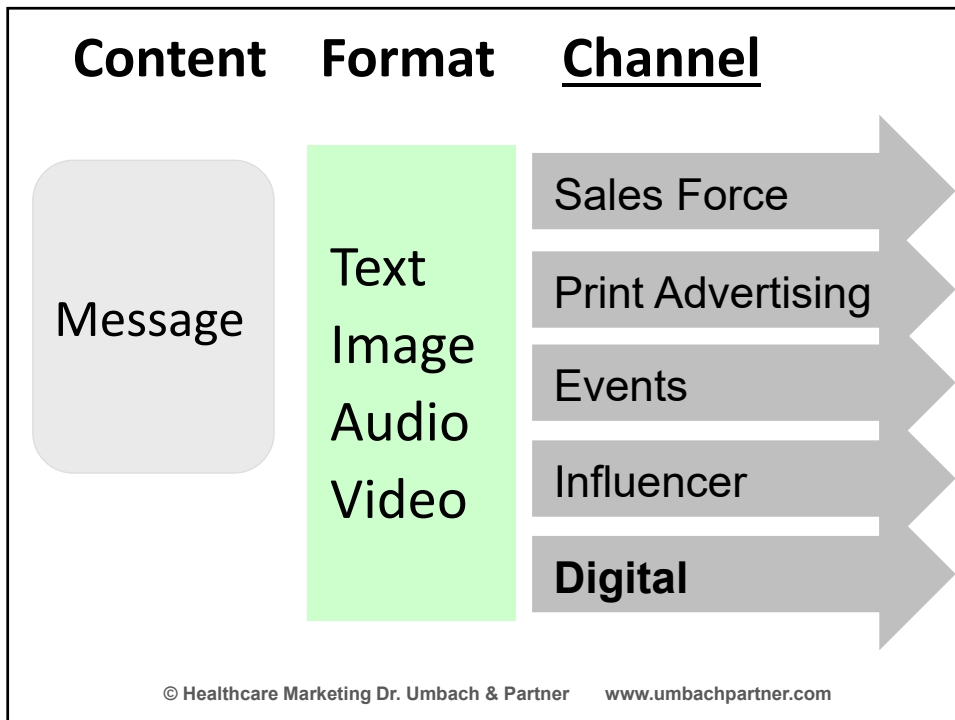 Content Format Channel
Message
Text
Image
Audio
Video
Sales Force
Print Advertising
Events
Influencer
Digital
© Healthcare Marketing Dr. Umbach & Partner www.umbachpartner.com